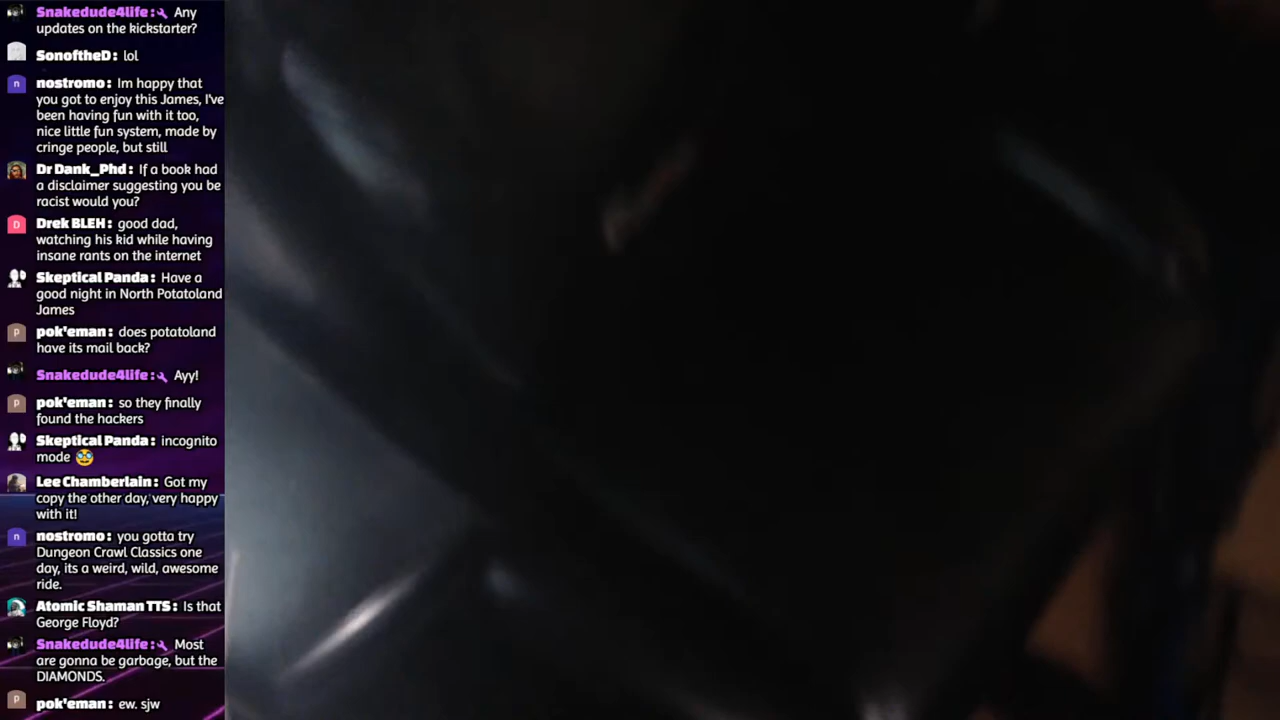 Snakedude4life: Any
updates on the kickstarter?
SonoftheD: lol
n nostromo: Im happy that
you got to enjoy this James, I've
been having fun with it too,
nice little fun system, made by
cringe people, but still
Dr Dank_Phd: If a book had
a disclaimer suggesting you be
racist would you?
D Drek BLEH: good dad,
watching his kid while having
insane rants on the internet
Skeptical Panda: Have a
good night in North Potatoland
James
p pok'eman: does potatoland
have its mail back?
Snakedude4life: Ayy!
p pok'eman: so they finally
found the hackers
Skeptical Panda: incognito
mode 🥸
Lee Chamberlain: Got my
copy the other day, very happy
with it!
n nostromo: you gotta try
Dungeon Crawl Classics one
day, its a weird, wild, awesome
ride.
Atomic Shaman TTS: Is that
George Floyd?
Snakedude4life: Most
are gonna be garbage, but the
DIAMONDS.
p pok'eman: ew. sjw